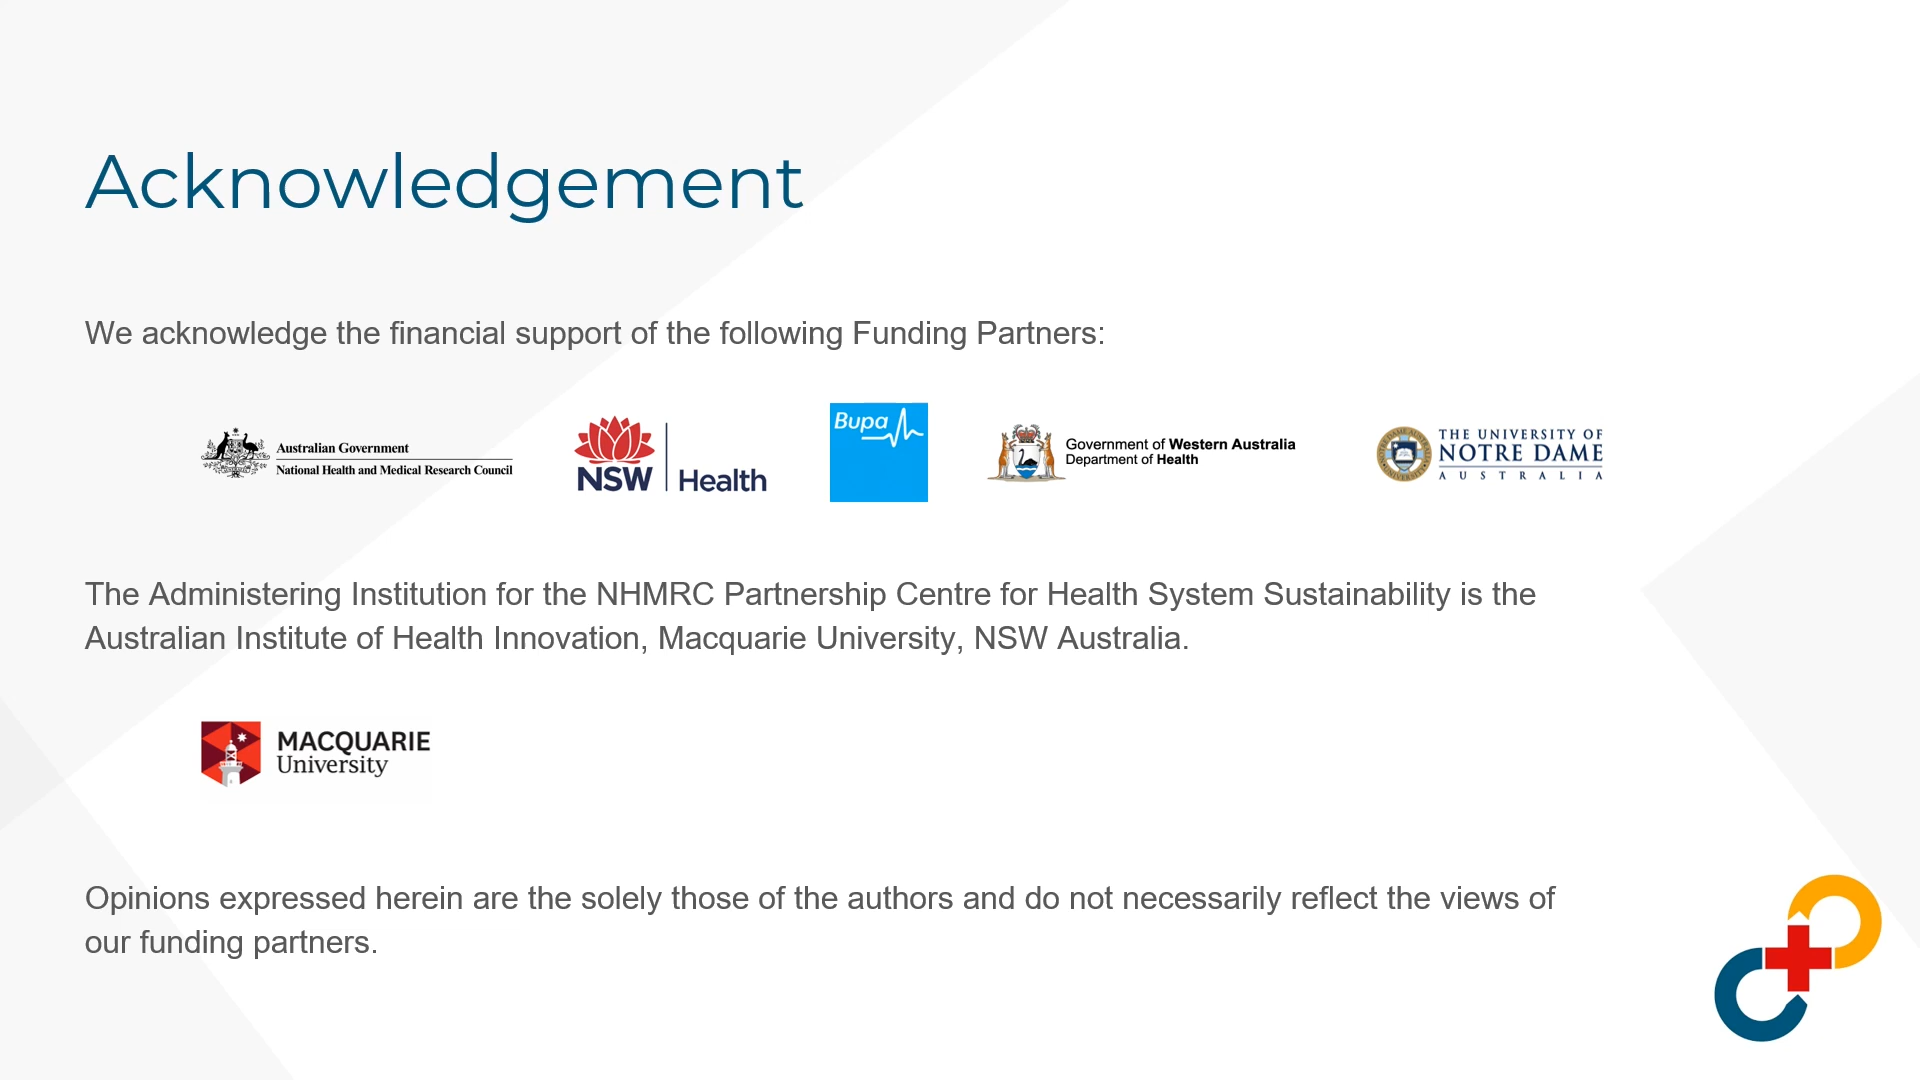 Acknowledgement
We acknowledge the financial support of the following Funding Partners:
Australian Government
National Health and Medical Research Council
NSW Health
Bupa
Government of Western Australia
Department of Health
THE UNIVERSITY OF
NOTRE DAME
AUSTRALIA
The Administering Institution for the NHMRC Partnership Centre for Health System Sustainability is the
Australian Institute of Health Innovation, Macquarie University, NSW Australia.
MACQUARIE
University
Opinions expressed herein are the solely those of the authors and do not necessarily reflect the views of
our funding partners.